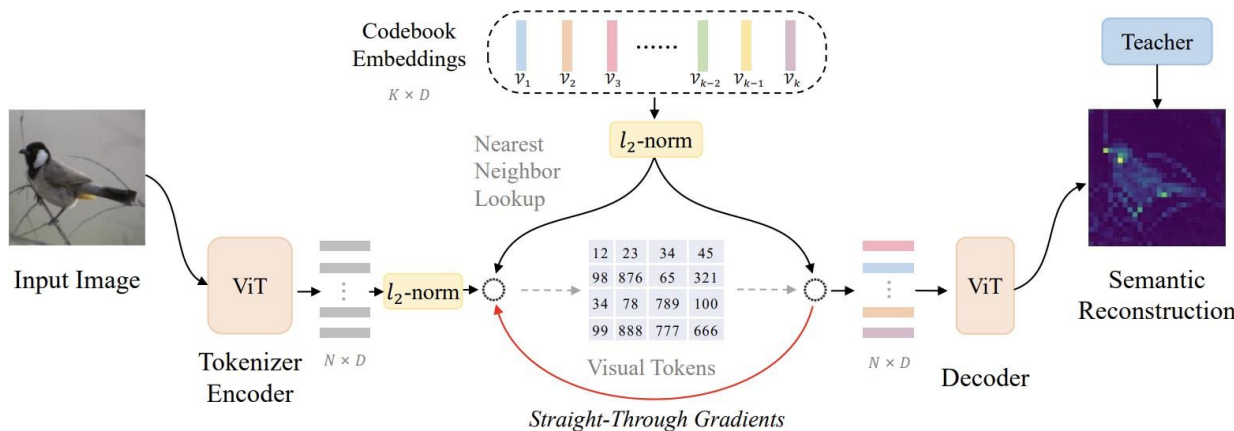 Codebook
Embeddings
K × D
𝒱₁ 𝒱₂ 𝒱₃ ...... 𝒱ₖ₋₂ 𝒱ₖ₋₁ 𝒱ₖ
Teacher
l₂-norm
Nearest
Neighbor
Lookup
Input Image
ViT
Tokenizer
Encoder
N × D
l₂-norm
12 23 34 45
98 876 65 321
34 78 789 100
99 888 777 666
Visual Tokens
Straight-Through Gradients
N × D
ViT
Decoder
Semantic
Reconstruction